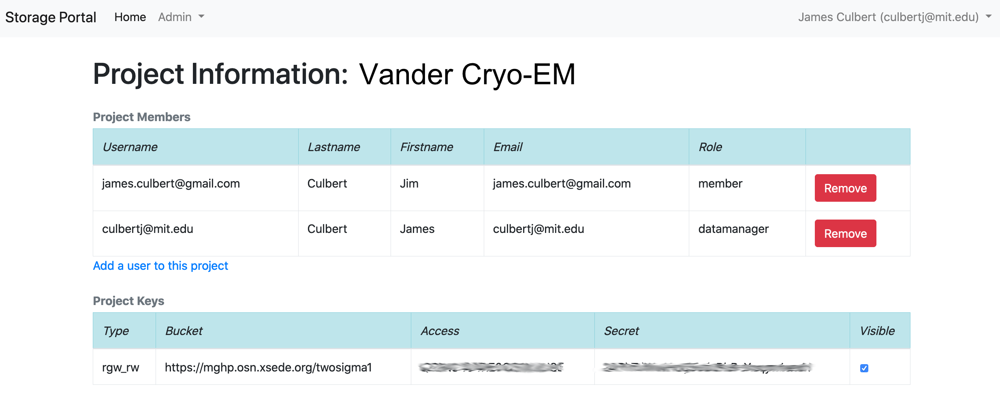 Storage Portal Home Admin James Culbert (culbertj@mit.edu)
Project Information: Vander Cryo-EM
Project Members
Username Lastname Firstname Email Role
james.culbert@gmail.com Culbert Jim james.culbert@gmail.com member Remove
culbertj@mit.edu Culbert James culbertj@mit.edu datamanager Remove
Add a user to this project
Project Keys
Type Bucket Access Secret Visible
rgw_rw https://mghp.osn.xsede.org/twosigma1